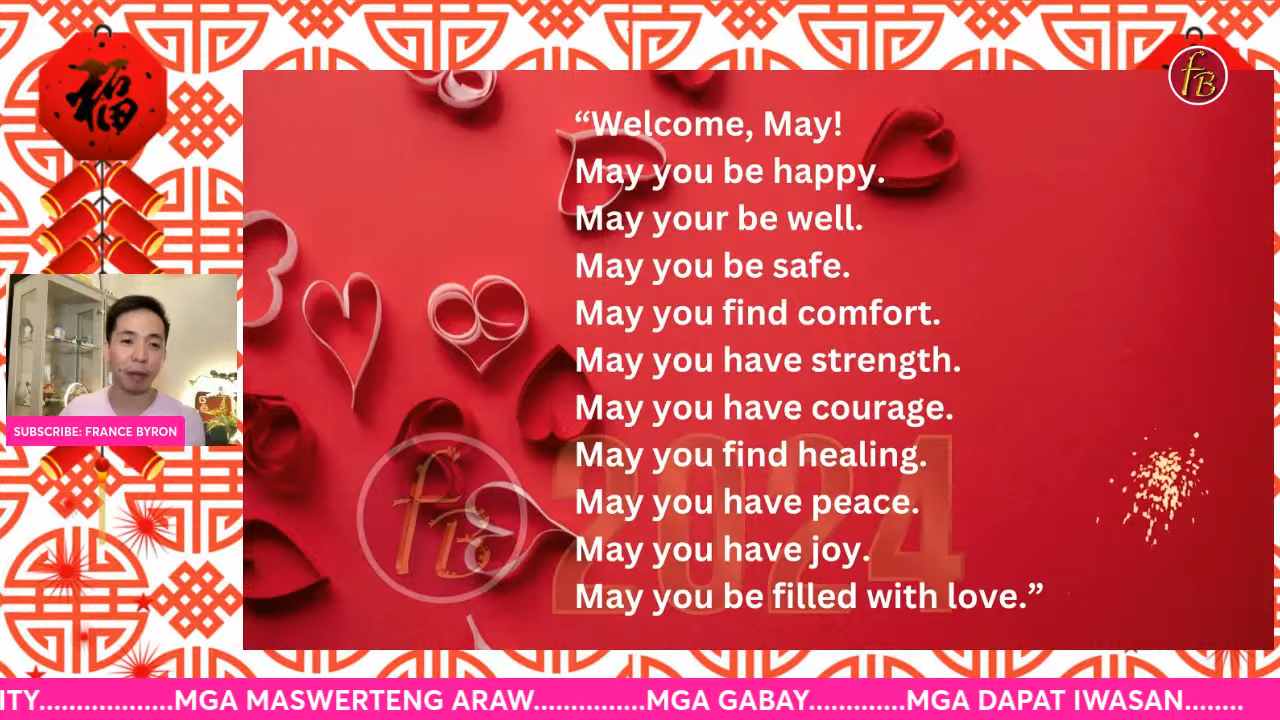 福
fB
“Welcome, May!
May you be happy.
May your be well.
May you be safe.
May you find comfort.
May you have strength.
May you have courage.
May you find healing.
May you have peace.
May you have joy.
May you be filled with love.”
fB
2024
SUBSCRIBE: FRANCE BYRON
ITY..................MGA MASWERTENG ARAW...............MGA GABAY.............MGA DAPAT IWASAN........